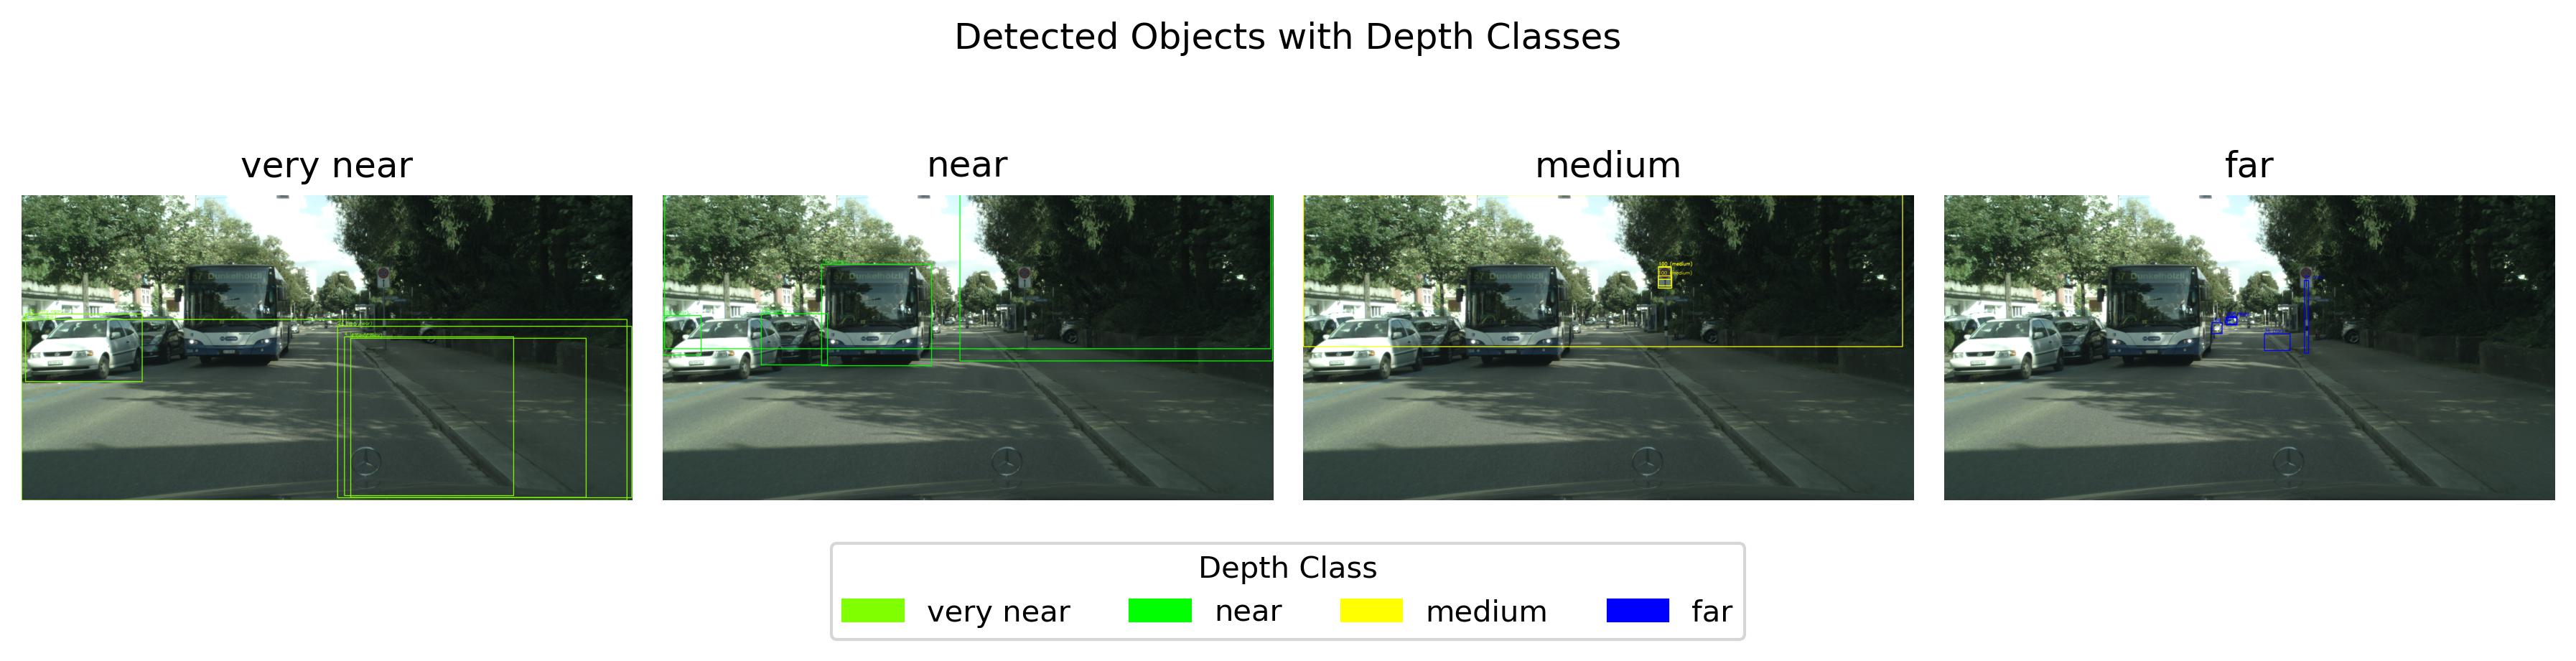 Detected Objects with Depth Classes
very near
near
medium
far
Depth Class
very near
near
medium
far